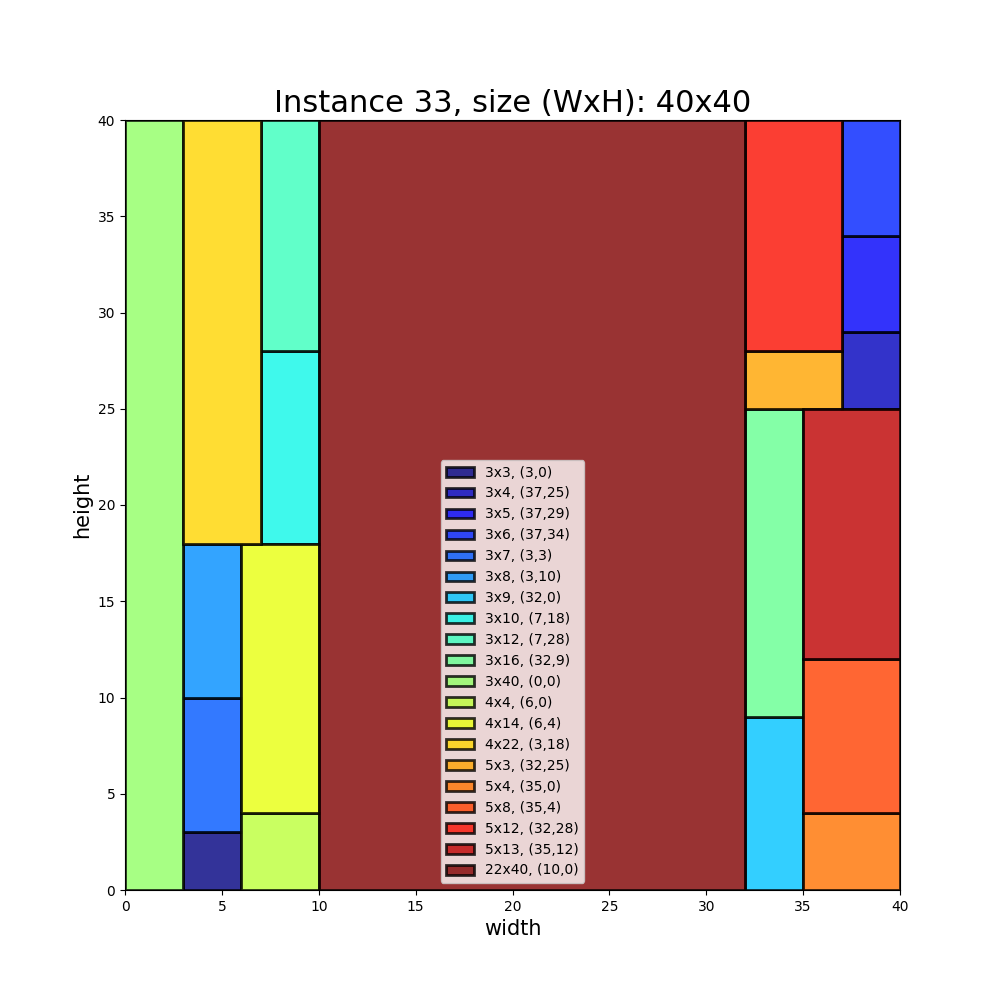 Instance 33, size (WxH): 40x40
40
35
30
25
20
15
10
5
0
height
3x3, (3,0)
3x4, (37,25)
3x5, (37,29)
3x6, (37,34)
3x7, (3,3)
3x8, (3,10)
3x9, (32,0)
3x10, (7,18)
3x12, (7,28)
3x16, (32,9)
3x40, (0,0)
4x4, (6,0)
4x14, (6,4)
4x22, (3,18)
5x3, (32,25)
5x4, (35,0)
5x8, (35,4)
5x12, (32,28)
5x13, (35,12)
22x40, (10,0)
0 5 10 15 20 25 30 35 40
width